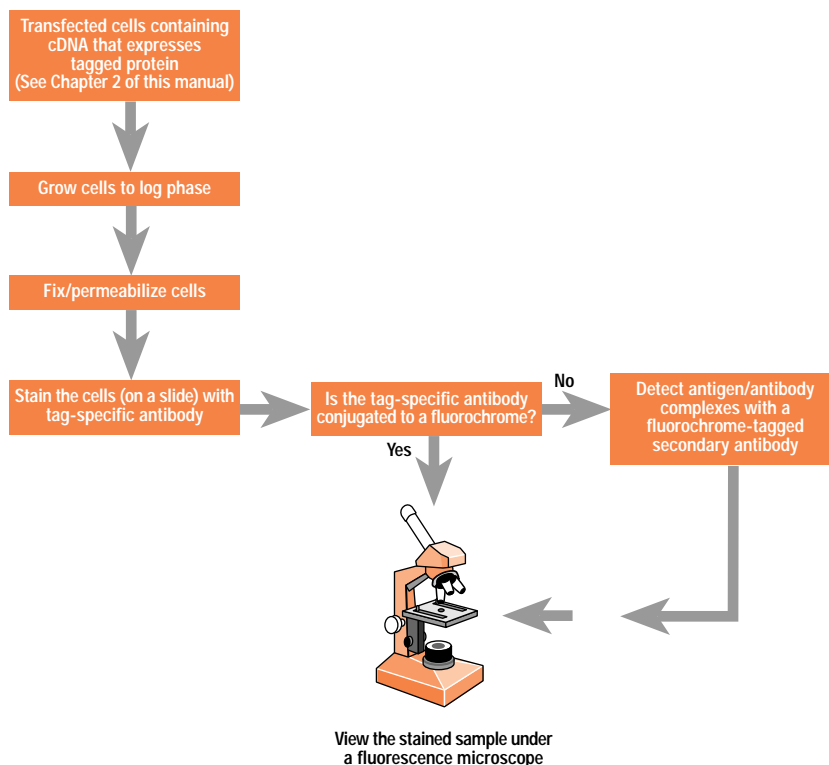 Transfected cells containing
cDNA that expresses
tagged protein
(See Chapter 2 of this manual)
Grow cells to log phase
Fix/permeabilize cells
Stain the cells (on a slide) with
tag-specific antibody
Is the tag-specific antibody
conjugated to a fluorochrome?
No
Detect antigen/antibody
complexes with a
fluorochrome-tagged
secondary antibody
Yes
View the stained sample under
a fluorescence microscope